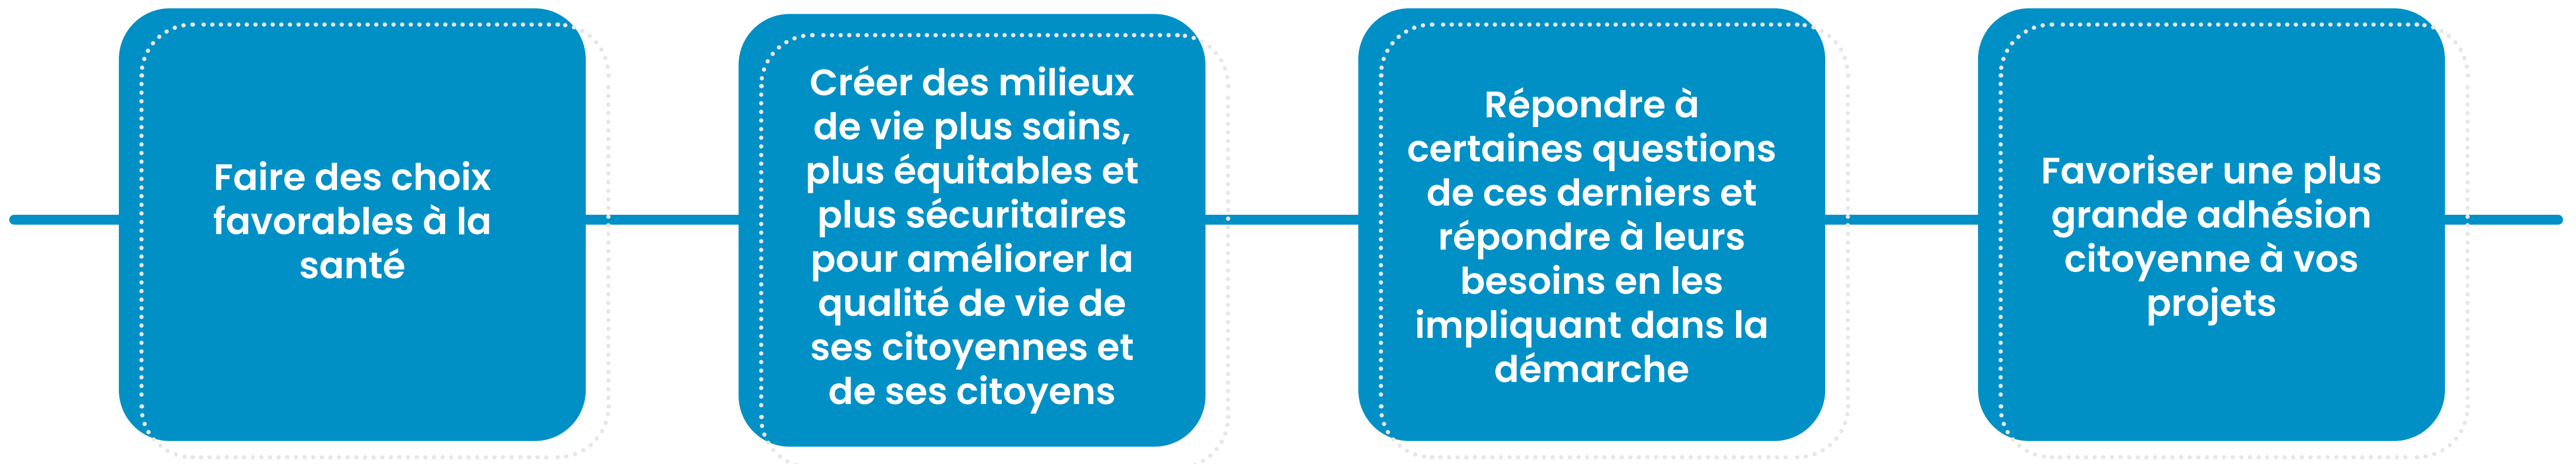 Faire des choix
favorables à la
santé
Créer des milieux
de vie plus sains,
plus équitables et
plus sécuritaires
pour améliorer la
qualité de vie de
ses citoyennes et
de ses citoyens
Répondre à
certaines questions
de ces derniers et
répondre à leurs
besoins en les
impliquant dans la
démarche
Favoriser une plus
grande adhésion
citoyenne à vos
projets